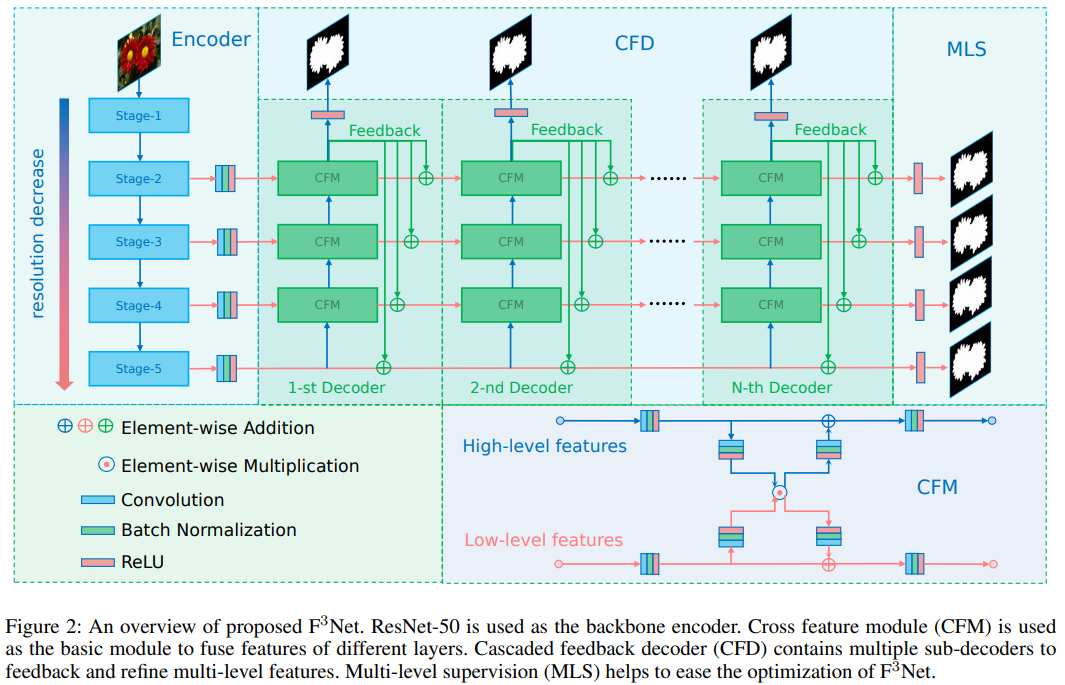 Encoder
CFD
MLS
resolution decrease
Stage-1
Feedback
Feedback
Feedback
Stage-2
CFM
CFM
......
CFM
Stage-3
CFM
CFM
......
CFM
Stage-4
CFM
CFM
......
CFM
Stage-5
1-st Decoder
2-nd Decoder
N-th Decoder
Element-wise Addition
Element-wise Multiplication
Convolution
Batch Normalization
ReLU
High-level features
CFM
Low-level features
Figure 2: An overview of proposed F³Net. ResNet-50 is used as the backbone encoder. Cross feature module (CFM) is used
as the basic module to fuse features of different layers. Cascaded feedback decoder (CFD) contains multiple sub-decoders to
feedback and refine multi-level features. Multi-level supervision (MLS) helps to ease the optimization of F³Net.